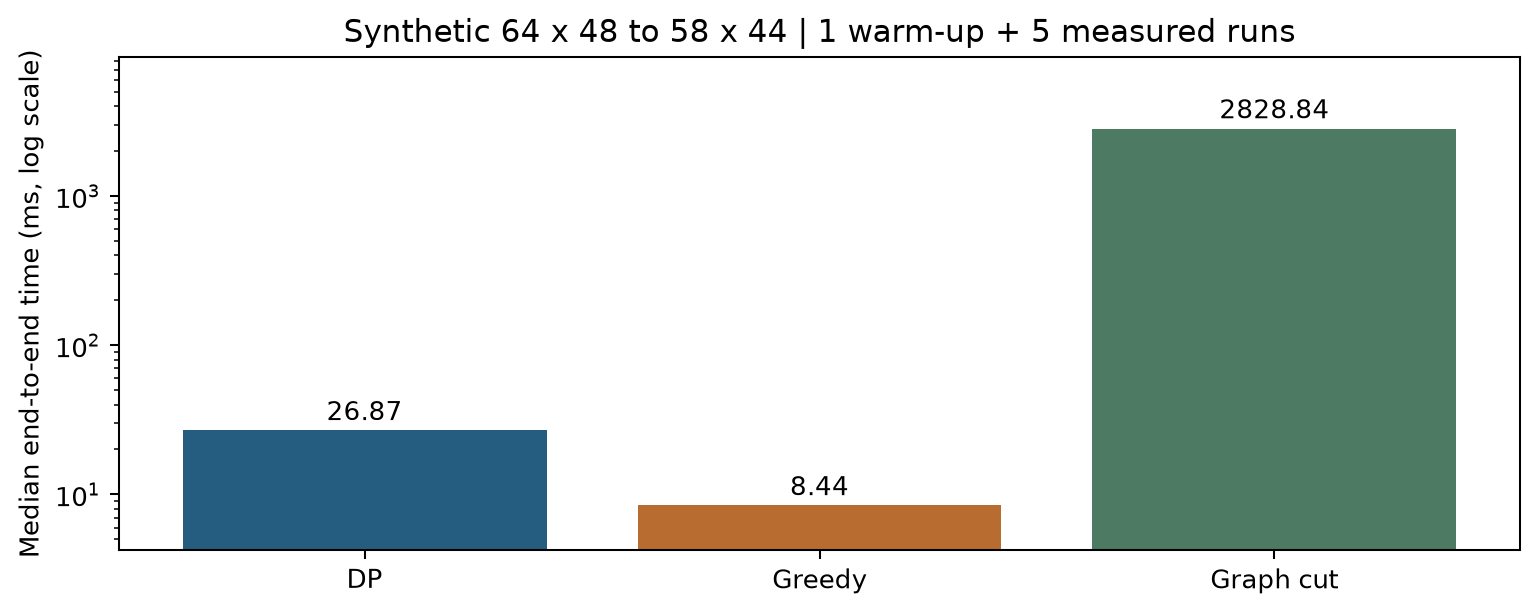 Synthetic 64 x 48 to 58 x 44 | 1 warm-up + 5 measured runs
Median end-to-end time (ms, log scale)
10³
10²
10¹
26.87
8.44
2828.84
DP
Greedy
Graph cut